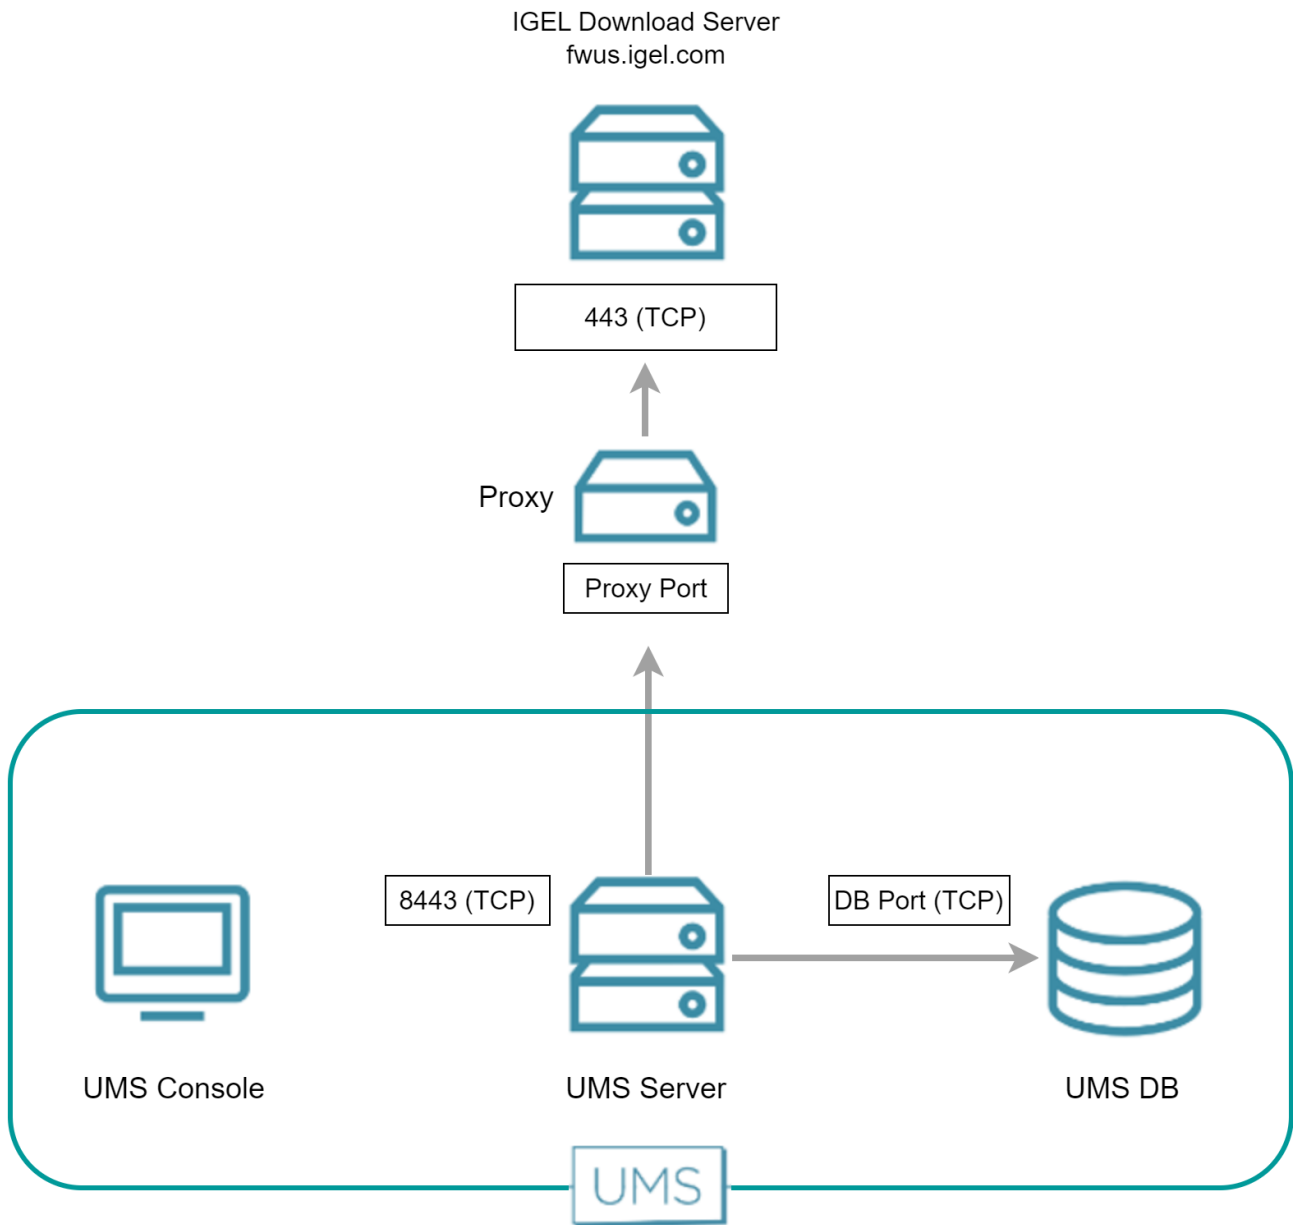 IGEL Download Server
fwus.igel.com
443 (TCP)
Proxy
Proxy Port
8443 (TCP)
DB Port (TCP)
UMS Console
UMS Server
UMS DB
UMS